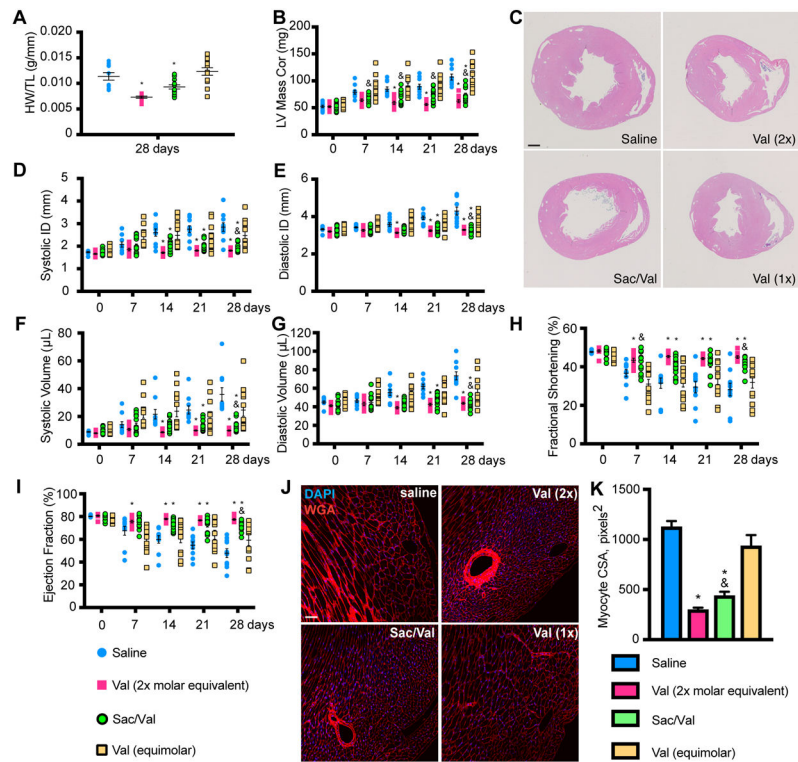 A
HW/TL (g/mm)
0.020
0.015
0.010
0.005
0.000
*
*
28 days
B
LV Mass Cor (mg)
200
150
100
50
0
&
*
&
*
*
&
*
*
&
*
0 7 14 21 28 days
C
Saline
Val (2x)
Sac/Val
Val (1x)
D
Systolic ID (mm)
5
4
3
2
1
0
* *
* *
*
&
*
0 7 14 21 28 days
E
Diastolic ID (mm)
6
4
2
0
*
* *
*
&
*
0 7 14 21 28 days
F
Systolic Volume (µL)
80
60
40
20
0
* *
* *
*
&
*
0 7 14 21 28 days
G
Diastolic Volume (µL)
120
100
80
60
40
20
0
*
* *
*
&
*
0 7 14 21 28 days
H
Fractional Shortening (%)
60
40
20
0
&
* *
* *
* *
* *
&
0 7 14 21 28 days
I
Ejection Fraction (%)
100
80
60
40
20
0
*
* *
* *
* *
&
0 7 14 21 28 days
Saline
Val (2x molar equivalent)
Sac/Val
Val (equimolar)
J
DAPI
WGA
saline
Val (2x)
Sac/Val
Val (1x)
K
Myocyte CSA, pixels2
1500
1000
500
0
*
*
&
Saline
Val (2x molar equivalent)
Sac/Val
Val (equimolar)